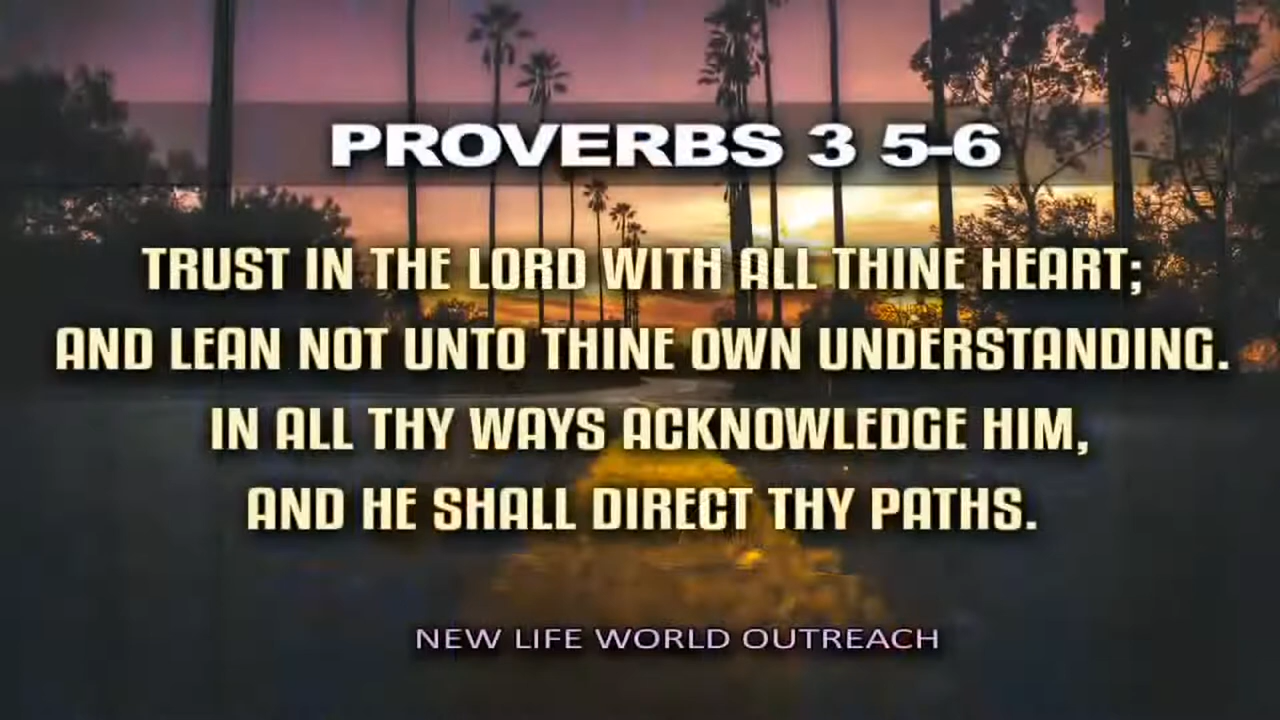 PROVERBS 3 5-6
TRUST IN THE LORD WITH ALL THINE HEART;
AND LEAN NOT UNTO THINE OWN UNDERSTANDING.
IN ALL THY WAYS ACKNOWLEDGE HIM,
AND HE SHALL DIRECT THY PATHS.
NEW LIFE WORLD OUTREACH